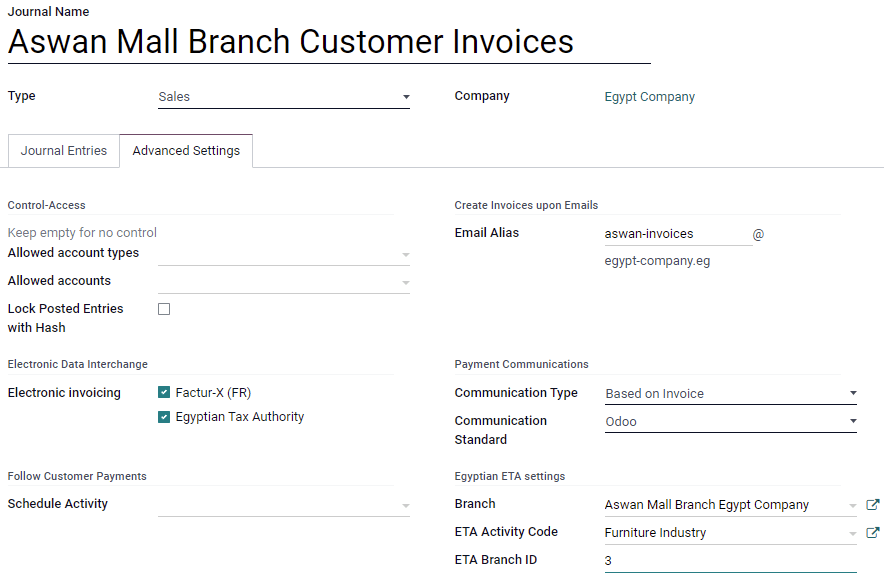 Journal Name
Aswan Mall Branch Customer Invoices
Type
Sales
Company
Egypt Company
Journal Entries
Advanced Settings
Control-Access
Keep empty for no control
Allowed account types
Allowed accounts
Lock Posted Entries
with Hash
Create Invoices upon Emails
Email Alias
aswan-invoices @
egypt-company.eg
Electronic Data Interchange
Electronic invoicing
Factur-X (FR)
Egyptian Tax Authority
Payment Communications
Communication Type
Based on Invoice
Communication
Standard
Odoo
Follow Customer Payments
Schedule Activity
Egyptian ETA settings
Branch
Aswan Mall Branch Egypt Company
ETA Activity Code
Furniture Industry
ETA Branch ID
3